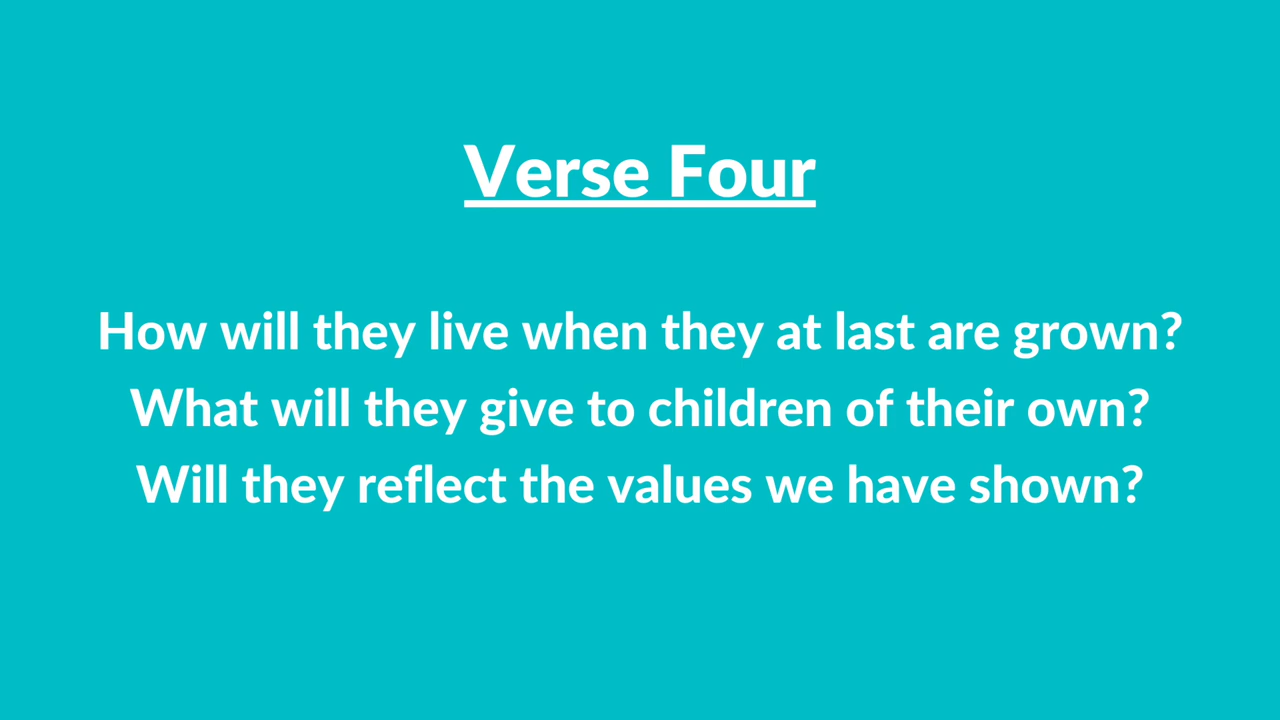 Verse Four
How will they live when they at last are grown?
What will they give to children of their own?
Will they reflect the values we have shown?